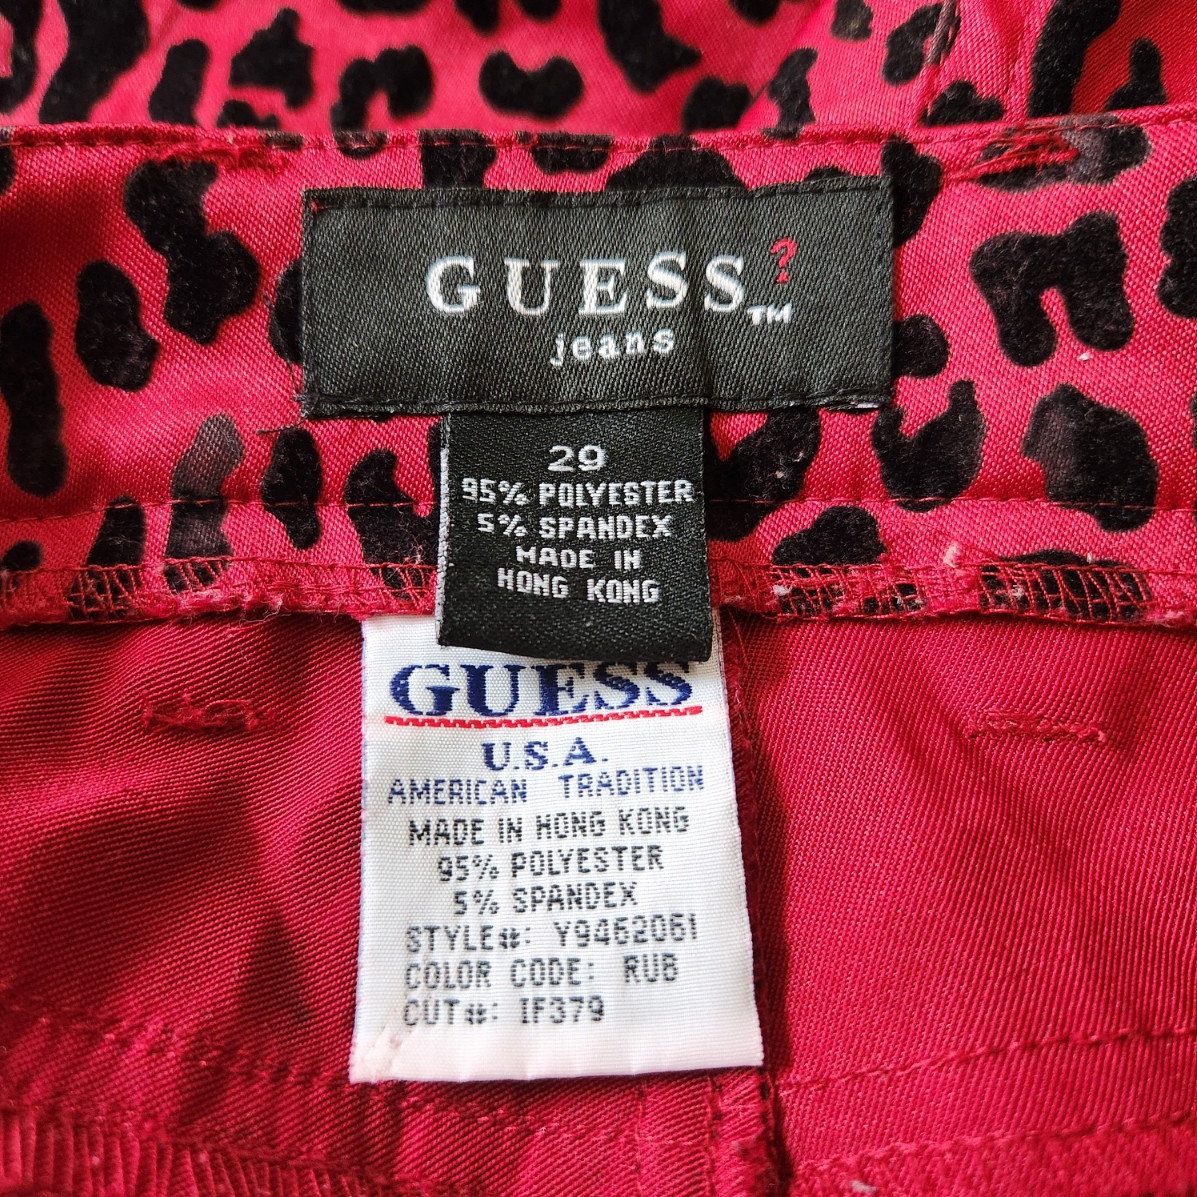 GUESS?™
jeans
29
95% POLYESTER
5% SPANDEX
MADE IN
HONG KONG
GUESS
U.S.A.
AMERICAN TRADITION
MADE IN HONG KONG
95% POLYESTER
5% SPANDEX
STYLE#: Y9462061
COLOR CODE: RUB
CUT#: IF379